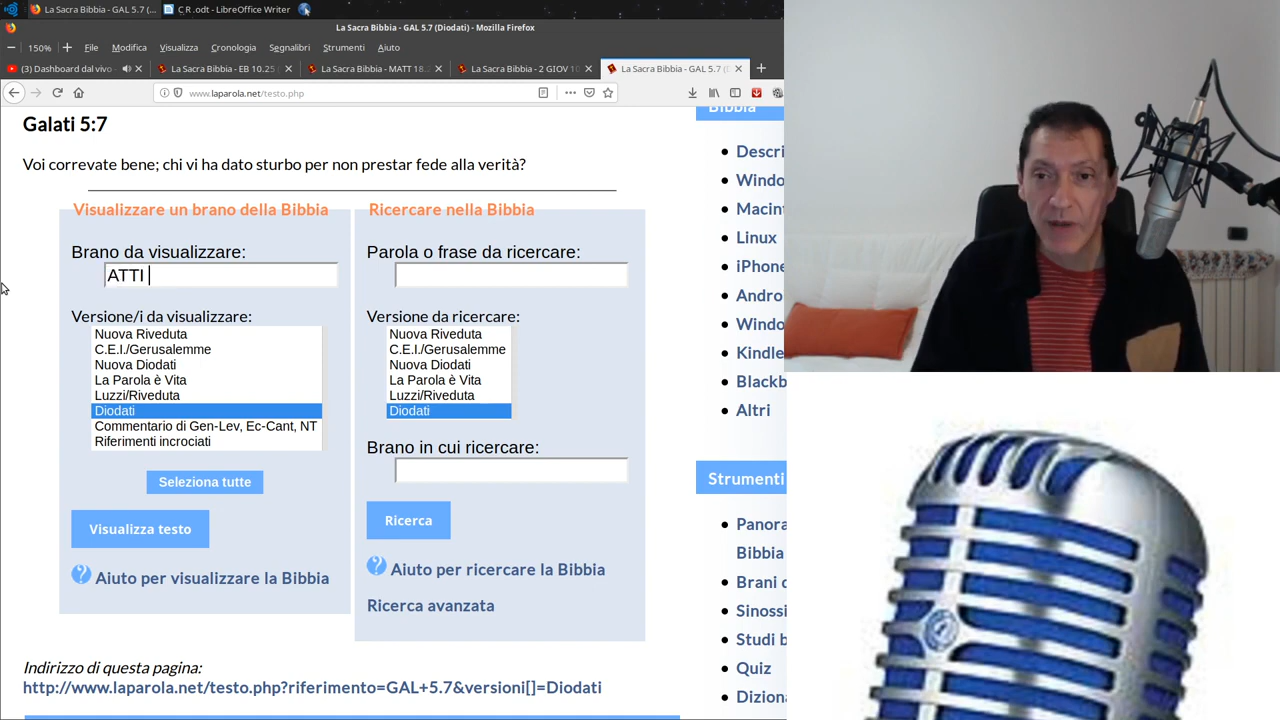 La Sacra Bibbia - GAL 5.7 (...
C R .odt - LibreOffice Writer
La Sacra Bibbia - GAL 5.7 (Diodati) - Mozilla Firefox
150%
File
Modifica
Visualizza
Cronologia
Segnalibri
Strumenti
Aiuto
(3) Dashboard dal vivo
La Sacra Bibbia - EB 10.25
La Sacra Bibbia - MATT 18.
La Sacra Bibbia - 2 GIOV 10
La Sacra Bibbia - GAL 5.7 (
www.laparola.net/testo.php
Galati 5:7
Voi correvate bene; chi vi ha dato sturbo per non prestar fede alla verità?
Visualizzare un brano della Bibbia
Brano da visualizzare:
ATTI
Versione/i da visualizzare:
Nuova Riveduta
C.E.I./Gerusalemme
Nuova Diodati
La Parola è Vita
Luzzi/Riveduta
Diodati
Commentario di Gen-Lev, Ec-Cant, NT
Riferimenti incrociati
Seleziona tutte
Visualizza testo
Aiuto per visualizzare la Bibbia
Ricercare nella Bibbia
Parola o frase da ricercare:
Versione da ricercare:
Nuova Riveduta
C.E.I./Gerusalemme
Nuova Diodati
La Parola è Vita
Luzzi/Riveduta
Diodati
Brano in cui ricercare:
Ricerca
Aiuto per ricercare la Bibbia
Ricerca avanzata
Indirizzo di questa pagina:
http://www.laparola.net/testo.php?riferimento=GAL+5.7&versioni[]=Diodati
Bibbia
Descri
Windo
Macint
Linux
iPhone
Andro
Windo
Kindle
Blackb
Altri
Strumenti
Panora
Bibbia
Brani d
Sinossi
Studi b
Quiz
Dizion